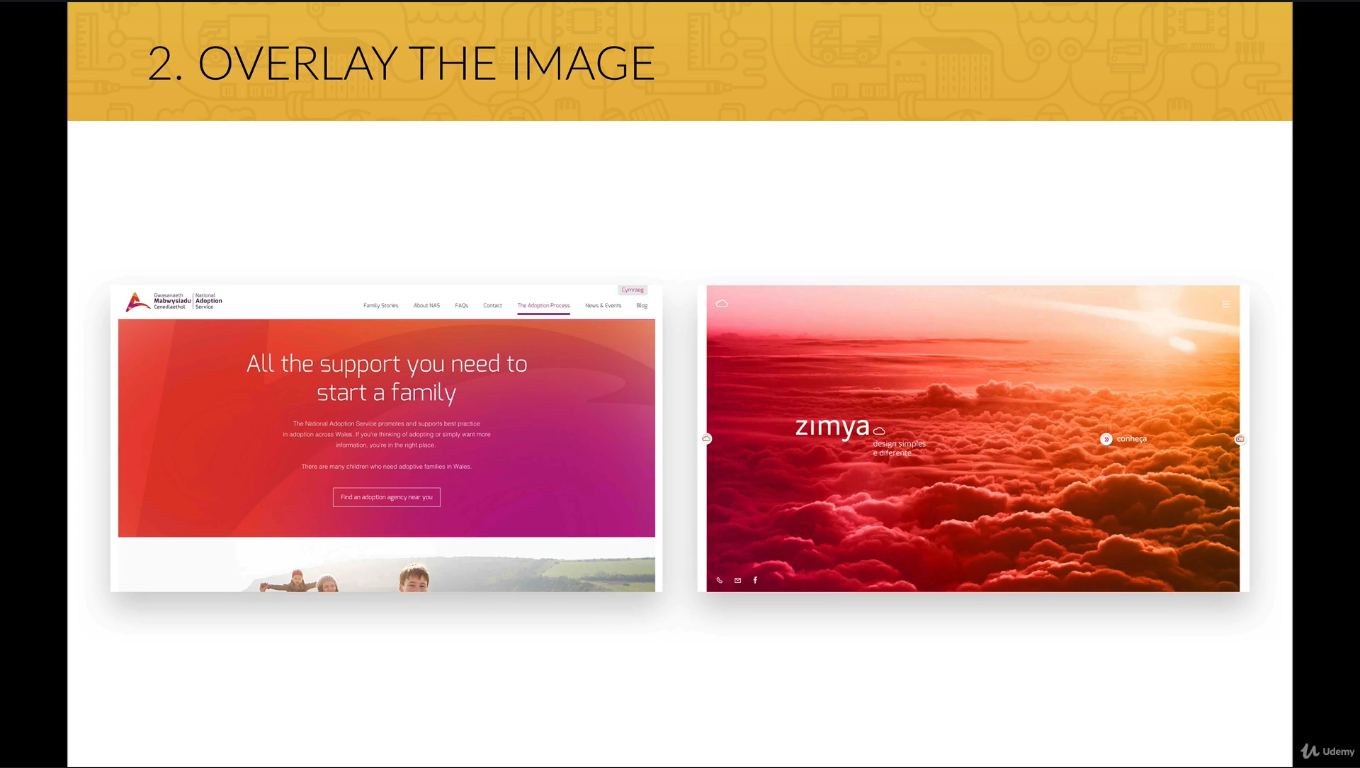 2. OVERLAY THE IMAGE
Cymraeg
Gwasanaeth
Mabwysiadu
Cenedlaethol
National
Adoption
Service
Family Stories
About NAS
FAQs
Contact
The Adoption Process
News & Events
Blog
All the support you need to
start a family
The National Adoption Service promotes and supports best practice
in adoption across Wales. If you're thinking of adopting or simply want more
information, you're in the right place.
There are many children who need adoptive families in Wales.
Find an adoption agency near you
zimya
design simples
e diferente
conheça
Udemy